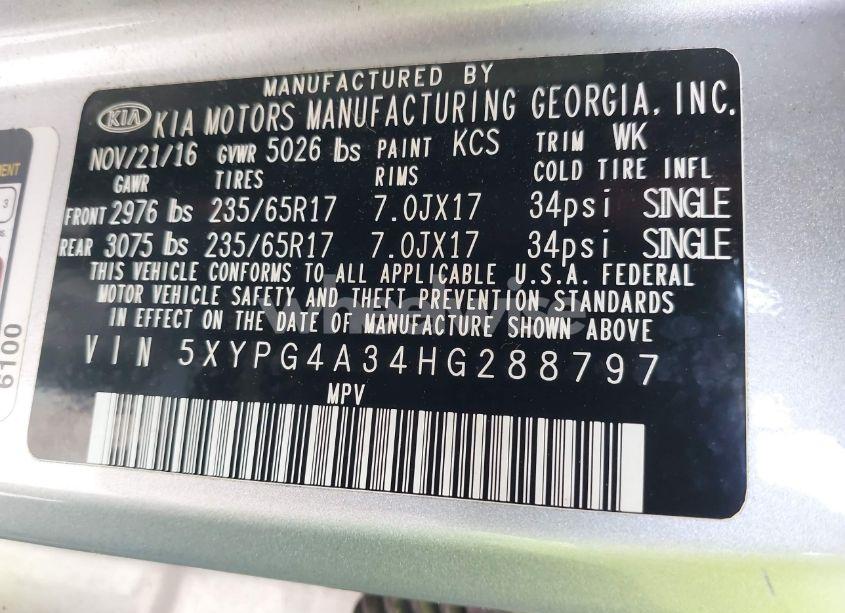 MANUFACTURED BY
KIA KIA MOTORS MANUFACTURING GEORGIA, INC.
NOV/21/16 GVWR 5026 lbs PAINT KCS TRIM WK
GAWR TIRES RIMS COLD TIRE INFL
FRONT 2976 lbs 235/65R17 7.0JX17 34psi SINGLE
REAR 3075 lbs 235/65R17 7.0JX17 34psi SINGLE
THIS VEHICLE CONFORMS TO ALL APPLICABLE U.S.A. FEDERAL
MOTOR VEHICLE SAFETY AND THEFT PREVENTION STANDARDS
IN EFFECT ON THE DATE OF MANUFACTURE SHOWN ABOVE
VIN 5XYPG4A34HG288797
MPV
3
6100